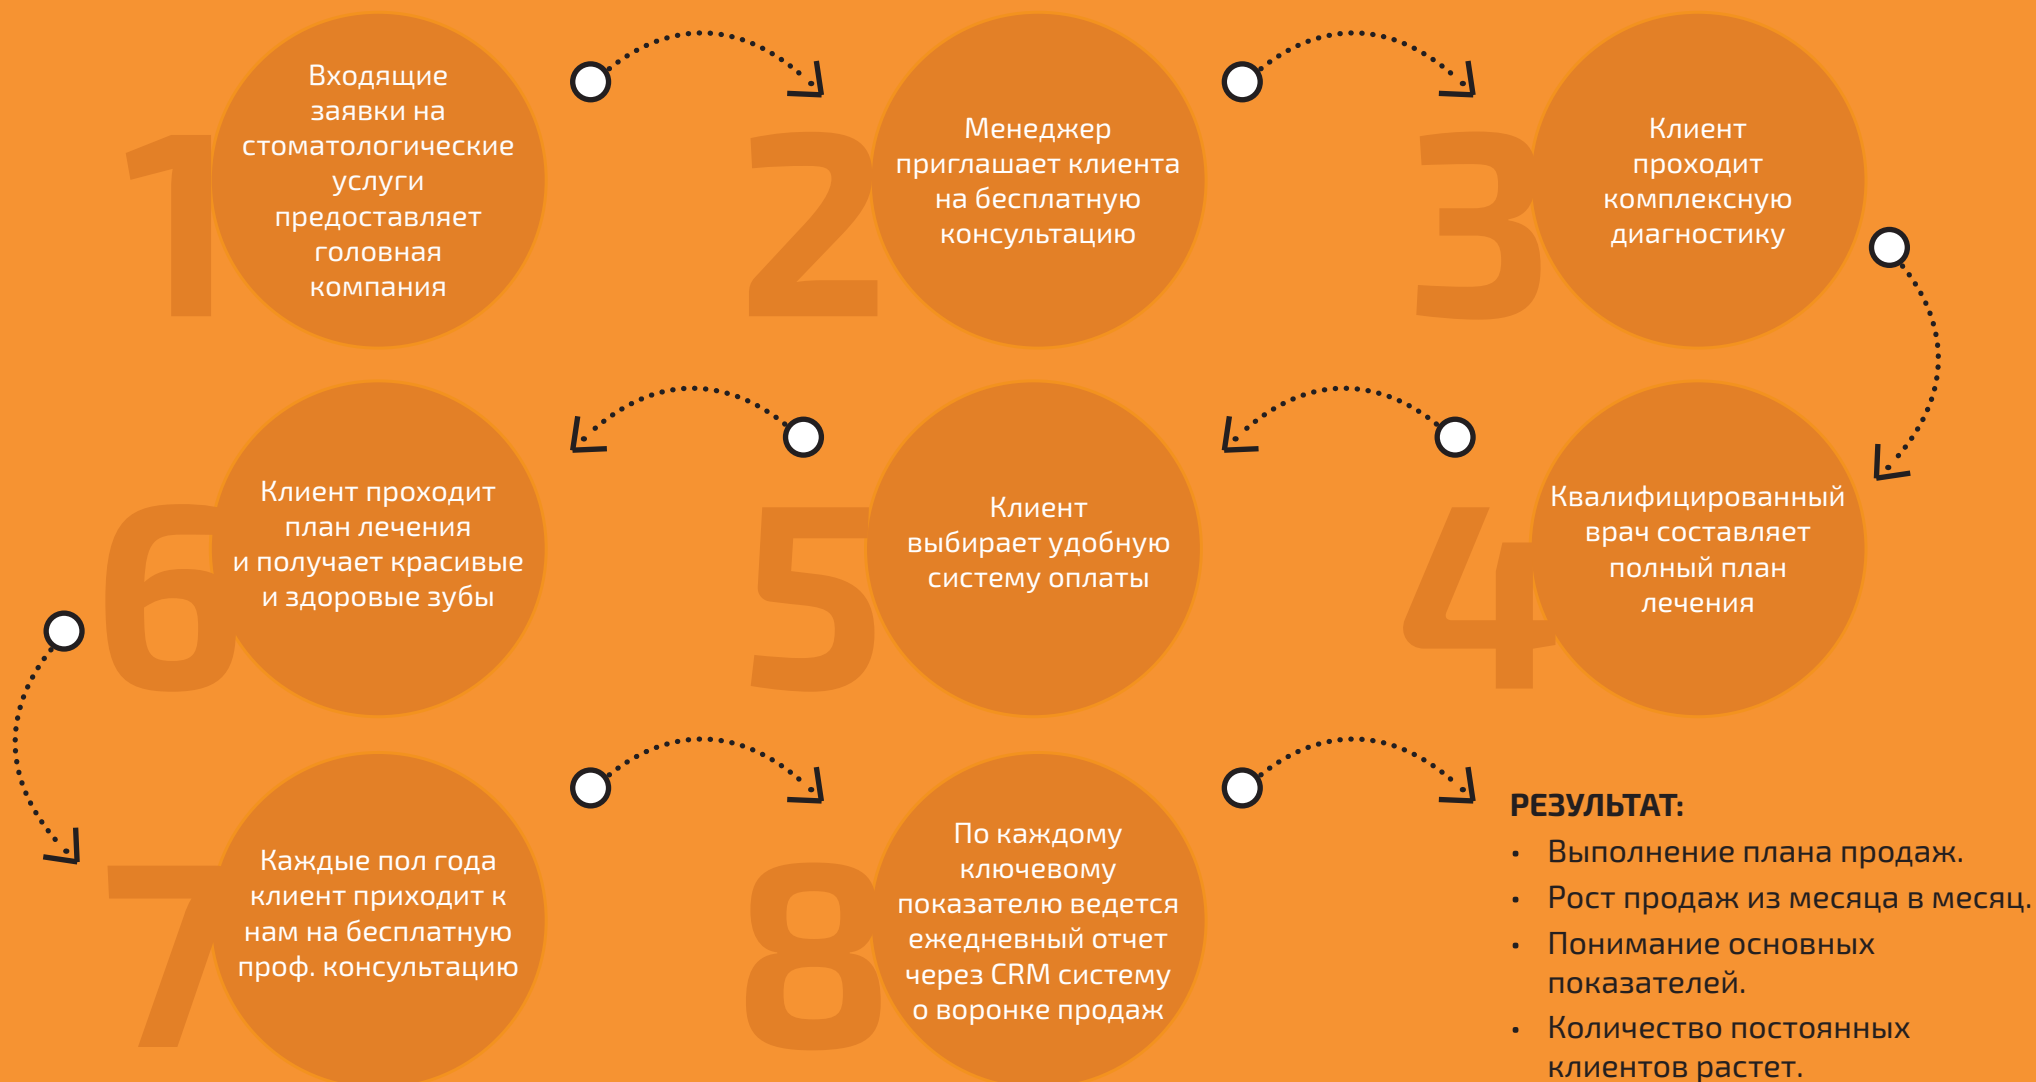 1
Входящие
заявки на
стоматологические
услуги
предоставляет
головная
компания
2
Менеджер
приглашает клиента
на бесплатную
консультацию
3
Клиент
проходит
комплексную
диагностику
4
Квалифицированный
врач составляет
полный план
лечения
5
Клиент
выбирает удобную
систему оплаты
6
Клиент проходит
план лечения
и получает красивые
и здоровые зубы
7
Каждые пол года
клиент приходит к
нам на бесплатную
проф. консультацию
8
По каждому
ключевому
показателю ведется
ежедневный отчет
через CRM систему
о воронке продаж
РЕЗУЛЬТАТ:
• Выполнение плана продаж.
• Рост продаж из месяца в месяц.
• Понимание основных
показателей.
• Количество постоянных
клиентов растет.